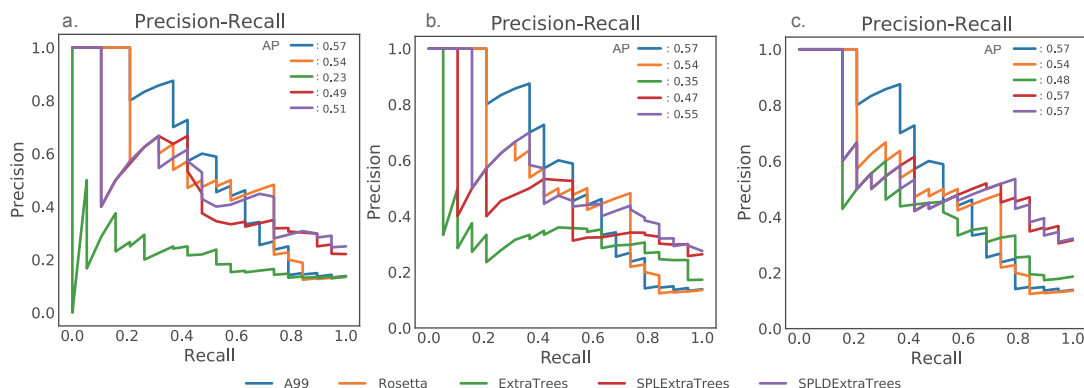 a.
Precision-Recall
AP
: 0.57
: 0.54
: 0.23
: 0.49
: 0.51
Precision
1.0
0.8
0.6
0.4
0.2
0.0
0.0 0.2 0.4 0.6 0.8 1.0
Recall
b.
Precision-Recall
AP
: 0.57
: 0.54
: 0.35
: 0.47
: 0.55
Precision
1.0
0.8
0.6
0.4
0.2
0.0
0.0 0.2 0.4 0.6 0.8 1.0
Recall
c.
Precision-Recall
AP
: 0.57
: 0.54
: 0.48
: 0.57
: 0.57
Precision
1.0
0.8
0.6
0.4
0.2
0.0
0.0 0.2 0.4 0.6 0.8 1.0
Recall
A99 Rosetta ExtraTrees SPLExtraTrees SPLDExtraTrees